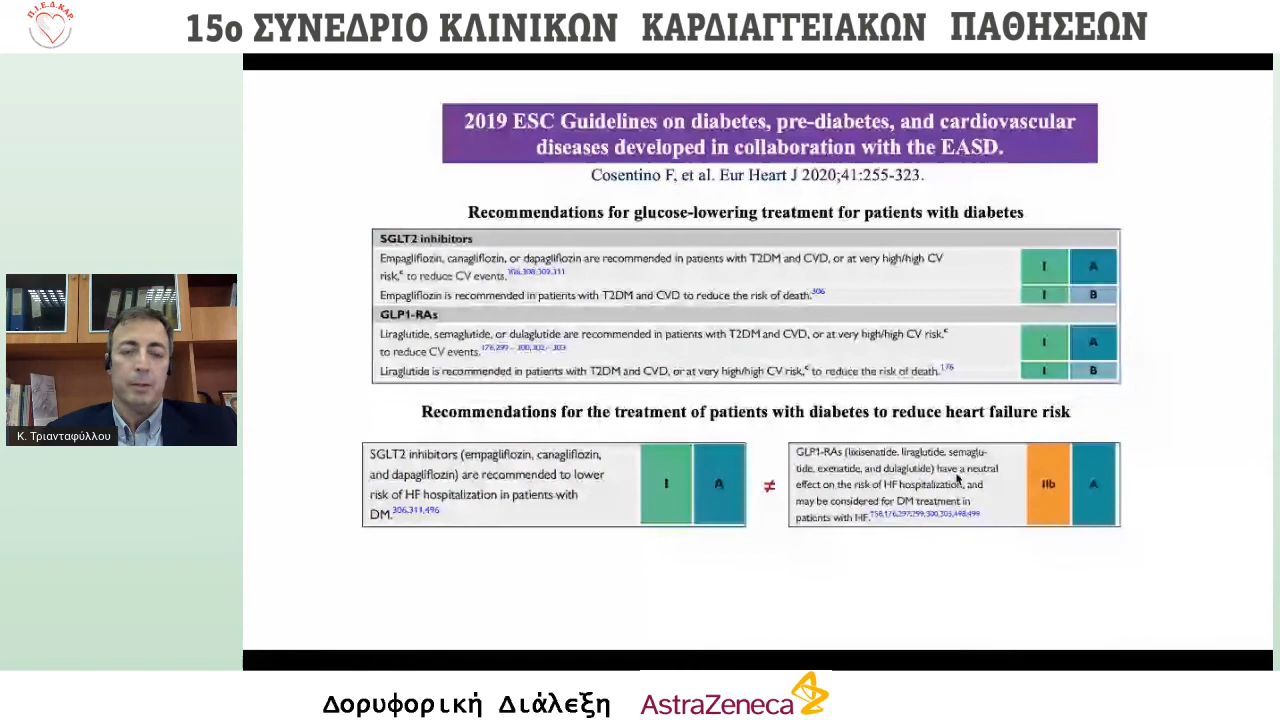 Π.Ι.Ε.Δ.ΚΑΡ.
15ο ΣΥΝΕΔΡΙΟ ΚΛΙΝΙΚΩΝ ΚΑΡΔΙΑΓΓΕΙΑΚΩΝ ΠΑΘΗΣΕΩΝ
2019 ESC Guidelines on diabetes, pre-diabetes, and cardiovascular
diseases developed in collaboration with the EASD.
Cosentino F, et al. Eur Heart J 2020;41:255-323.
Recommendations for glucose-lowering treatment for patients with diabetes
SGLT2 inhibitors
Empagliflozin, canagliflozin, or dapagliflozin are recommended in patients with T2DM and CVD, or at very high/high CV
risk,c to reduce CV events.306,308,309,311
I A
Empagliflozin is recommended in patients with T2DM and CVD to reduce the risk of death.306
I B
GLP1-RAs
Liraglutide, semaglutide, or dulaglutide are recommended in patients with T2DM and CVD, or at very high/high CV risk,c
to reduce CV events.
I A
Liraglutide is recommended in patients with T2DM and CVD, or at very high/high CV risk,c to reduce the risk of death.176
I B
Recommendations for the treatment of patients with diabetes to reduce heart failure risk
SGLT2 inhibitors (empagliflozin, canagliflozin,
and dapagliflozin) are recommended to lower
risk of HF hospitalization in patients with
DM.306,311,496
I A
≠
GLP1-RAs (lixisenatide, liraglutide, semaglu-
tide, exenatide, and dulaglutide) have a neutral
effect on the risk of HF hospitalization, and
may be considered for DM treatment in
patients with HF.
IIb A
Κ. Τριανταφύλλου
Δορυφορική Διάλεξη
AstraZeneca